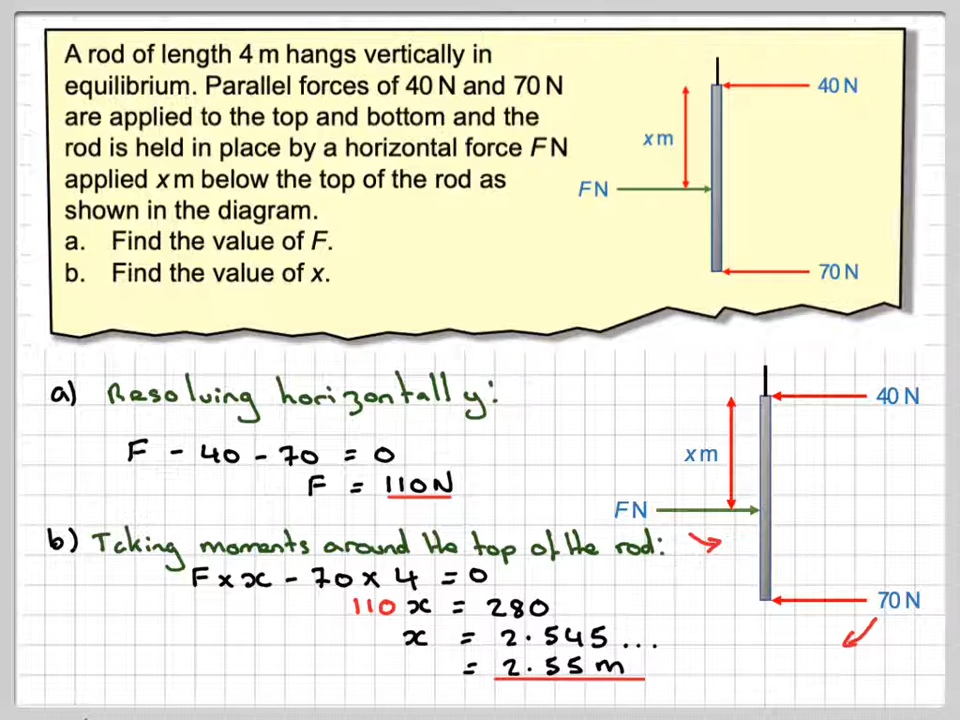 A rod of length 4 m hangs vertically in
equilibrium. Parallel forces of 40 N and 70 N
are applied to the top and bottom and the
rod is held in place by a horizontal force F N
applied x m below the top of the rod as
shown in the diagram.
a. Find the value of F.
b. Find the value of x.
40 N
x m
F N
70 N
a) Resolving horizontally:
F - 40 - 70 = 0
F = 110N
b) Taking moments around the top of the rod:
F × x - 70 × 4 = 0
110 x = 280
x = 2.545...
= 2.55 m
40 N
x m
F N
70 N